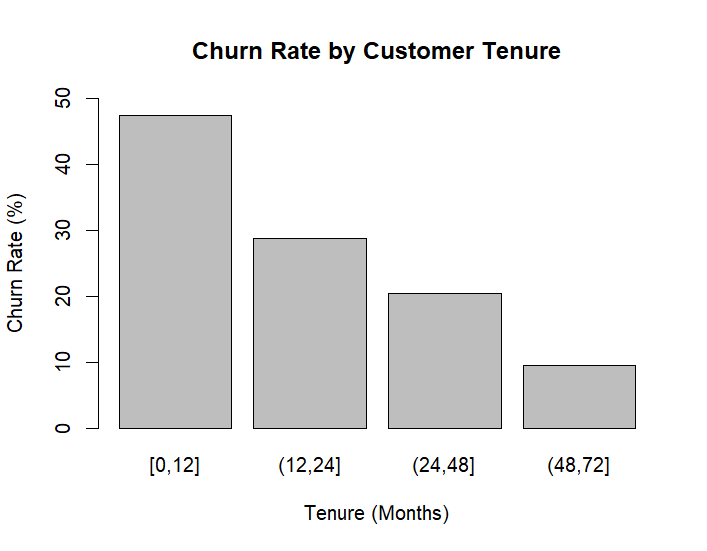 Churn Rate by Customer Tenure
Churn Rate (%)
50
40
30
20
10
0
[0,12] (12,24] (24,48] (48,72]
Tenure (Months)